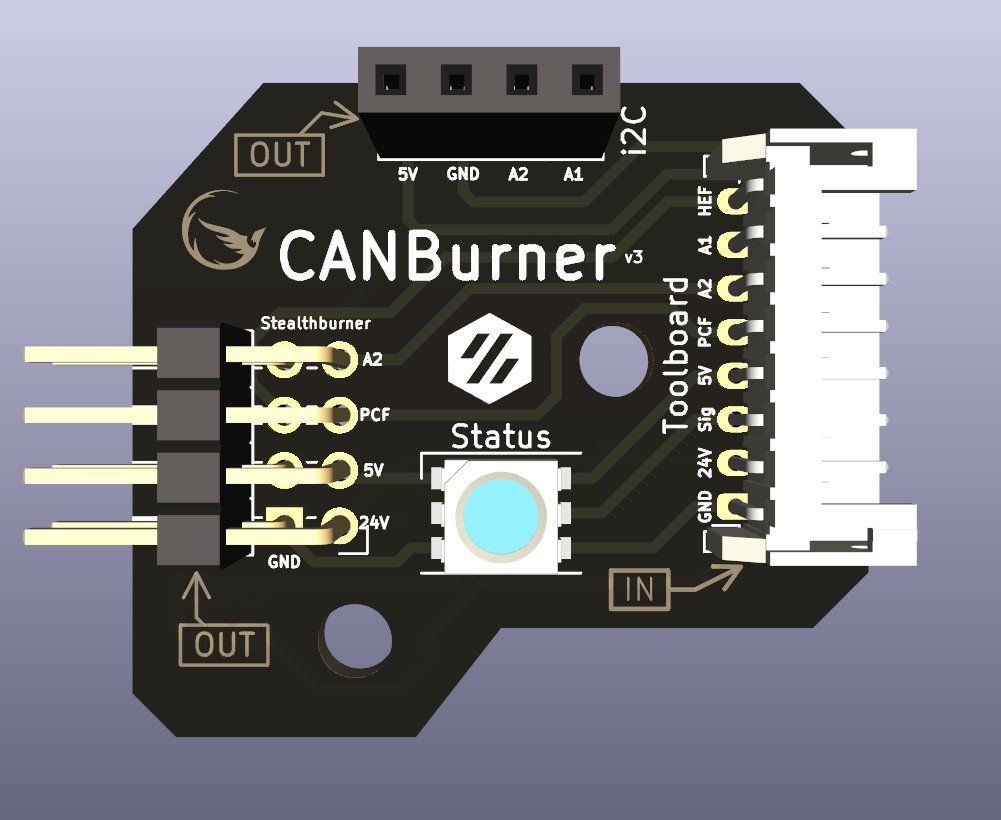 i2C
OUT
5V GND A2 A1
HEF
CANBurner v3
A1
A2
Toolboard
Stealthburner
PCF
A2
5V
PCF
Sig
Status
24V
5V
GND
24V
GND
IN
OUT